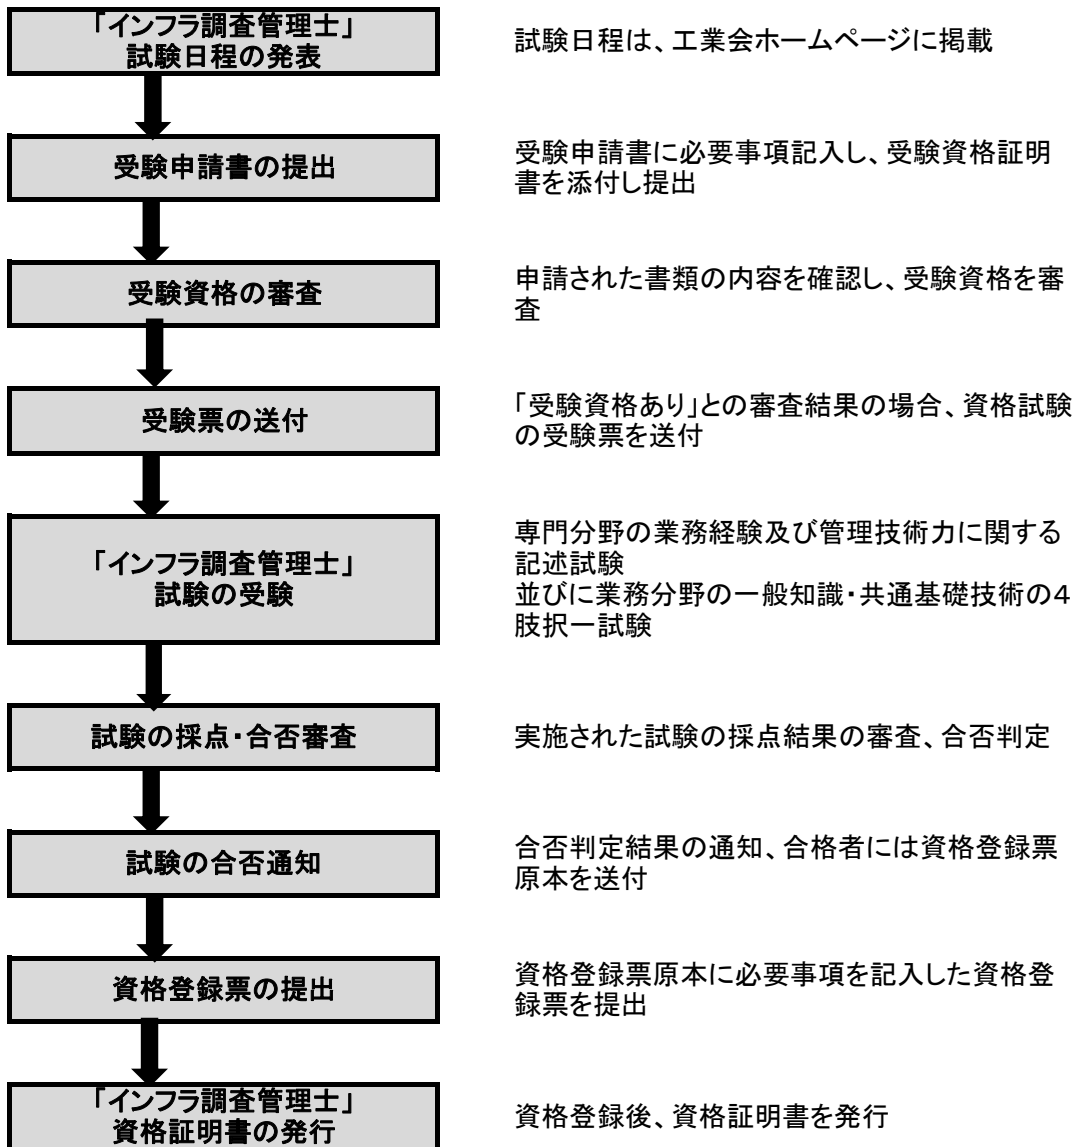 「インフラ調査管理士」
試験日程の発表
試験日程は、工業会ホームページに掲載
受験申請書の提出
受験申請書に必要事項記入し、受験資格証明
書を添付し提出
受験資格の審査
申請された書類の内容を確認し、受験資格を審
査
受験票の送付
「受験資格あり」との審査結果の場合、資格試験
の受験票を送付
「インフラ調査管理士」
試験の受験
専門分野の業務経験及び管理技術力に関する
記述試験
並びに業務分野の一般知識・共通基礎技術の４
肢択一試験
試験の採点・合否審査
実施された試験の採点結果の審査、合否判定
試験の合否通知
合否判定結果の通知、合格者には資格登録票
原本を送付
資格登録票の提出
資格登録票原本に必要事項を記入した資格登
録票を提出
「インフラ調査管理士」
資格証明書の発行
資格登録後、資格証明書を発行